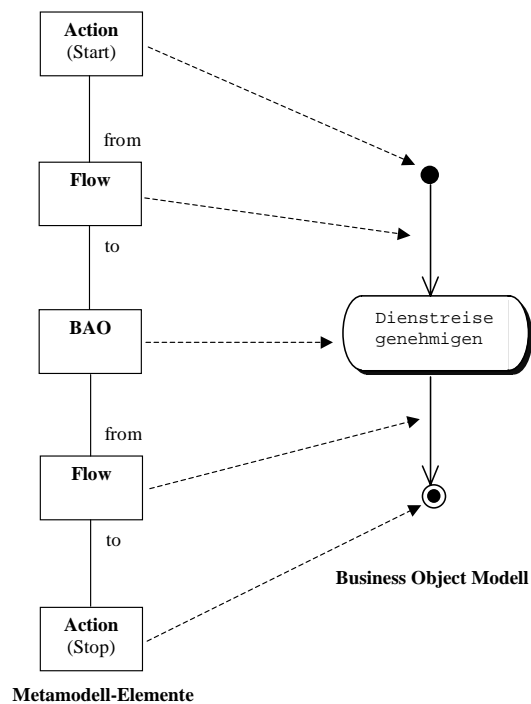 Action
(Start)
from
Flow
to
BAO
from
Flow
to
Action
(Stop)
Metamodell-Elemente
Dienstreise
genehmigen
Business Object Modell